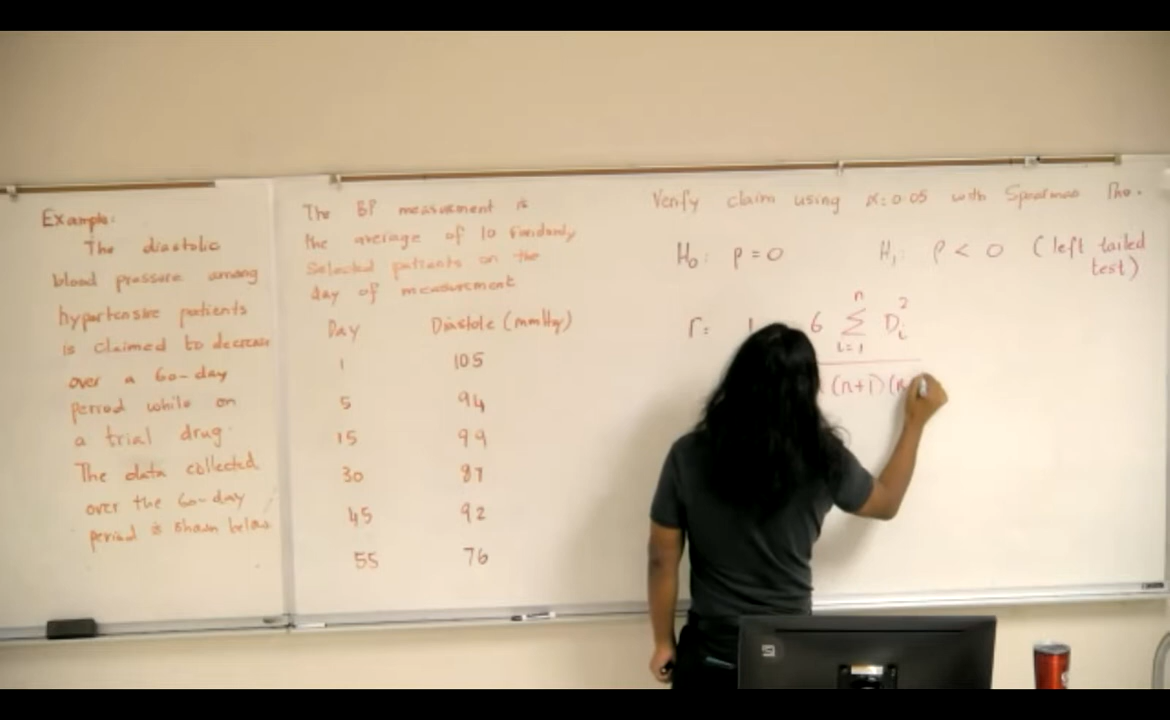 Example:
The diastolic
blood pressure among
hypertensive patients
is claimed to decrease
over a 60-day
period while on
a trial drug.
The data collected
over the 60-day
period is shown below
The BP measurment is
the average of 10 randomly
selected patients on the
day of measurement
Day Diastole (mmHg)
1 105
5 94
15 99
30 87
45 92
55 76
Verify claim using α=0.05 with Spearman Rho.
H₀: ρ = 0 H₁: ρ < 0 (left tailed
test)
r = 1 6 n Σ i=1 Dᵢ²
(n+1)(n